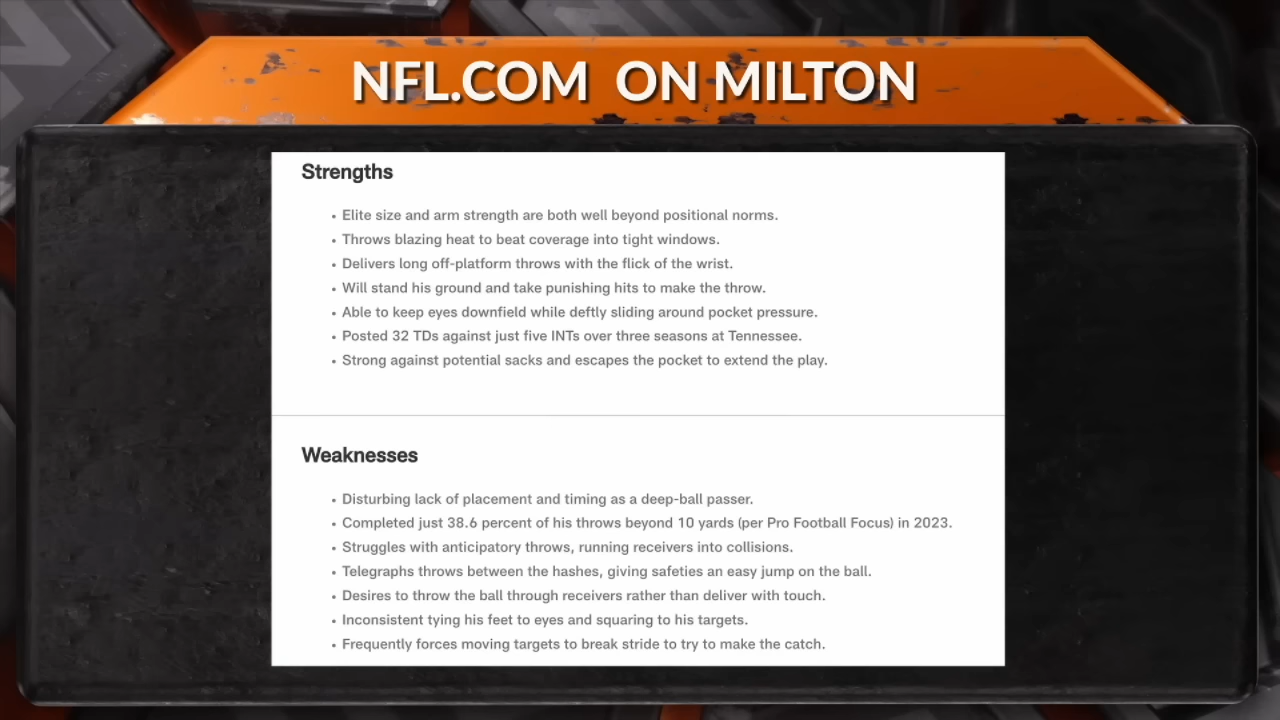 NFL.COM ON MILTON
Strengths
• Elite size and arm strength are both well beyond positional norms.
• Throws blazing heat to beat coverage into tight windows.
• Delivers long off-platform throws with the flick of the wrist.
• Will stand his ground and take punishing hits to make the throw.
• Able to keep eyes downfield while deftly sliding around pocket pressure.
• Posted 32 TDs against just five INTs over three seasons at Tennessee.
• Strong against potential sacks and escapes the pocket to extend the play.
Weaknesses
• Disturbing lack of placement and timing as a deep-ball passer.
• Completed just 38.6 percent of his throws beyond 10 yards (per Pro Football Focus) in 2023.
• Struggles with anticipatory throws, running receivers into collisions.
• Telegraphs throws between the hashes, giving safeties an easy jump on the ball.
• Desires to throw the ball through receivers rather than deliver with touch.
• Inconsistent tying his feet to eyes and squaring to his targets.
• Frequently forces moving targets to break stride to try to make the catch.